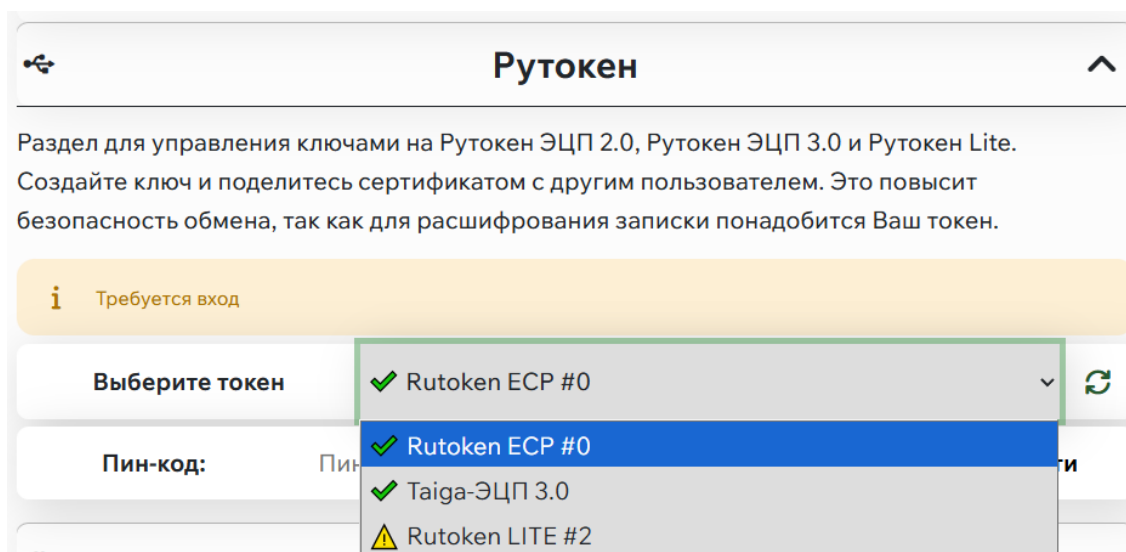 Рутокен
Раздел для управления ключами на Рутокен ЭЦП 2.0, Рутокен ЭЦП 3.0 и Рутокен Lite.
Создайте ключ и поделитесь сертификатом с другим пользователем. Это повысит
безопасность обмена, так как для расшифрования записки понадобится Ваш токен.
Требуется вход
Выберите токен
Rutoken ECP #0
Rutoken ECP #0
Пин-код:
Taiga-ЭЦП 3.0
Rutoken LITE #2